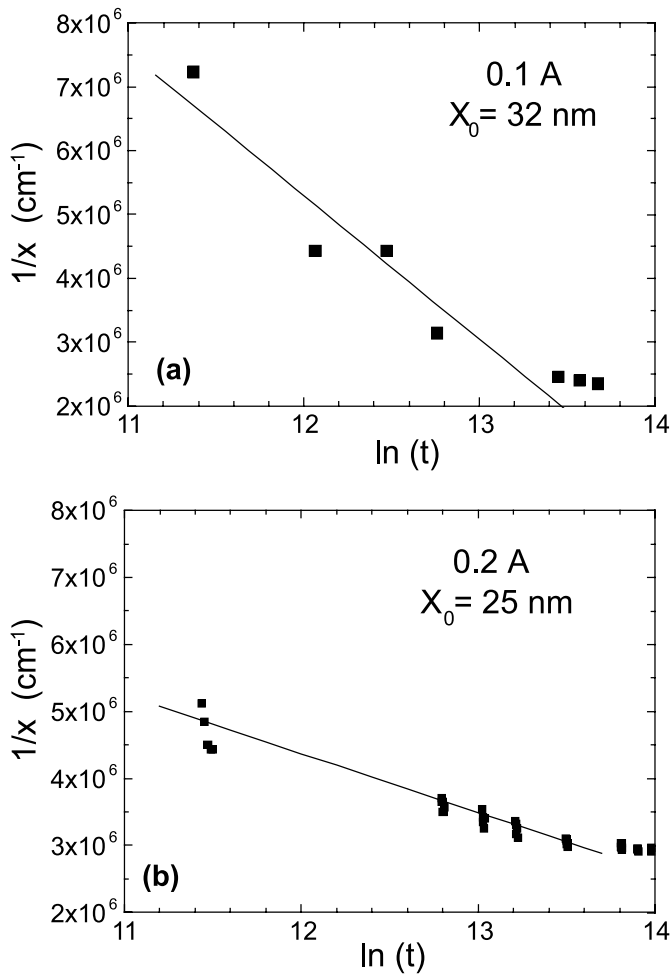 8x10⁶
7x10⁶
6x10⁶
5x10⁶
4x10⁶
3x10⁶
2x10⁶
1/x (cm⁻¹)
0.1 A
X₀= 32 nm
(a)
11 12 13 14
ln (t)
8x10⁶
7x10⁶
6x10⁶
5x10⁶
4x10⁶
3x10⁶
2x10⁶
1/x (cm⁻¹)
0.2 A
X₀= 25 nm
(b)
11 12 13 14
ln (t)